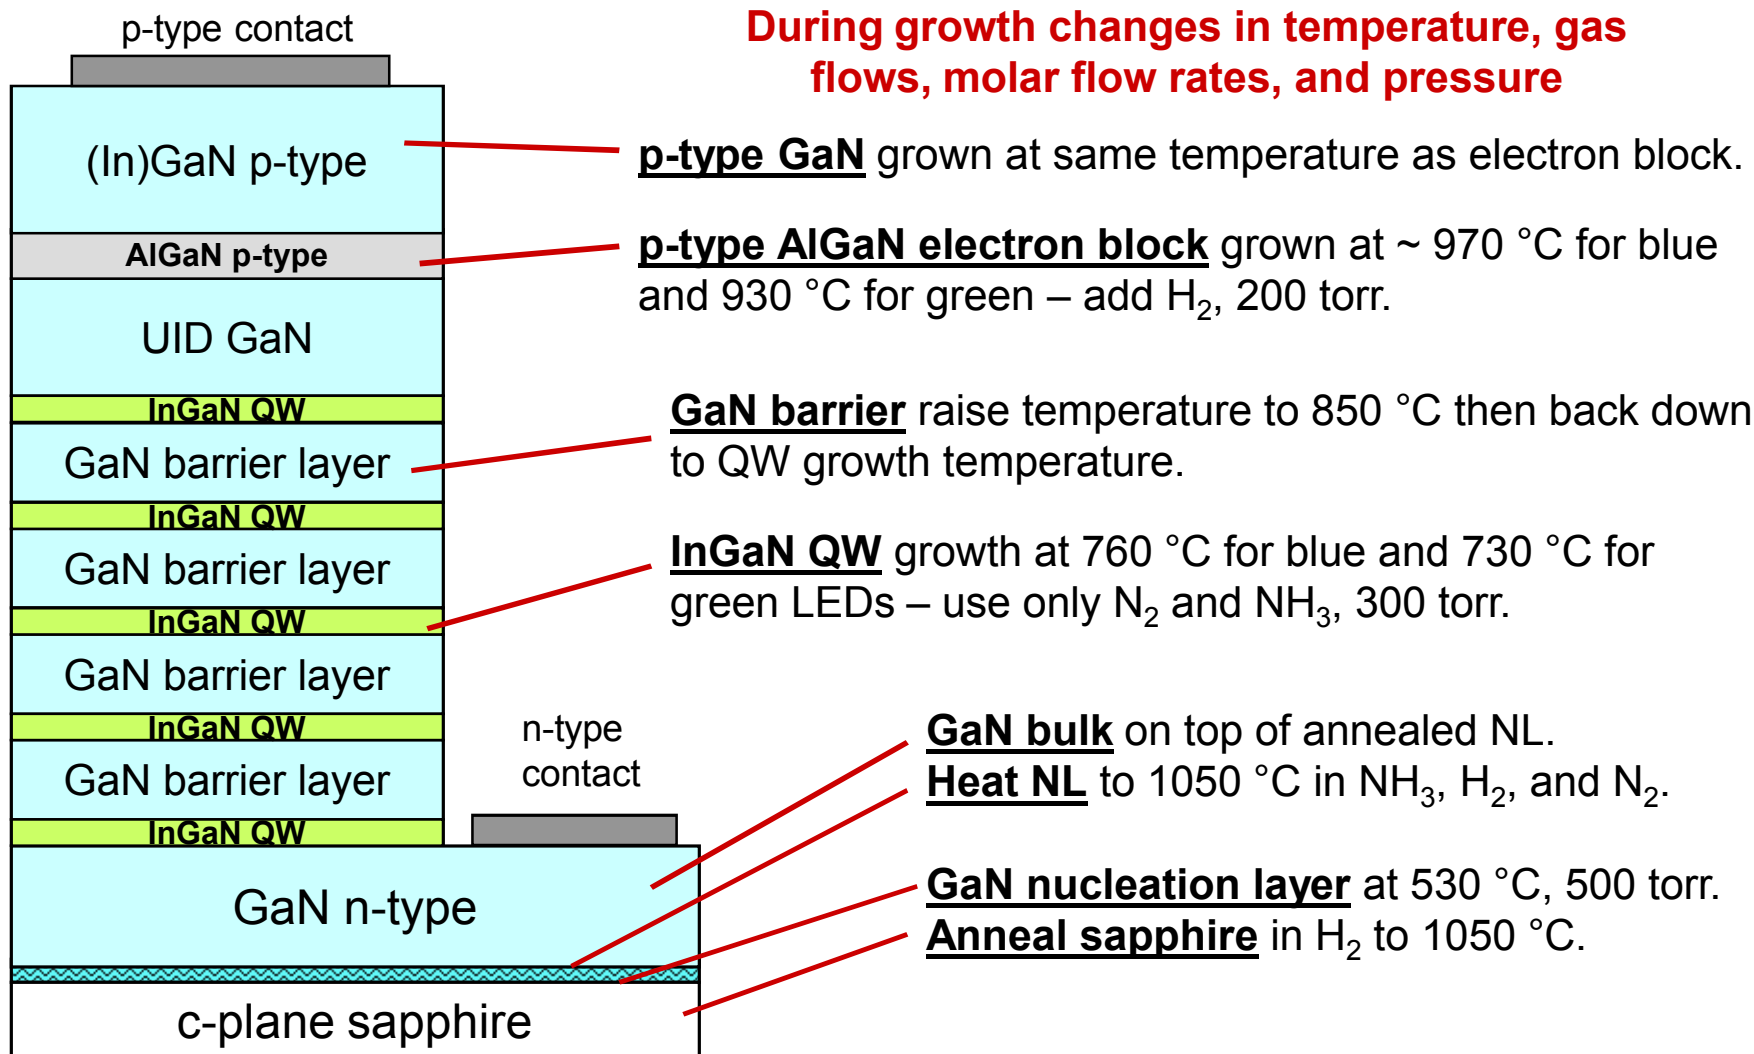 p-type contact
During growth changes in temperature, gas
flows, molar flow rates, and pressure
(In)GaN p-type
p-type GaN grown at same temperature as electron block.
AlGaN p-type
p-type AlGaN electron block grown at ~ 970 °C for blue
and 930 °C for green – add H₂, 200 torr.
UID GaN
InGaN QW
GaN barrier layer
GaN barrier raise temperature to 850 °C then back down
to QW growth temperature.
InGaN QW
GaN barrier layer
InGaN QW growth at 760 °C for blue and 730 °C for
green LEDs – use only N₂ and NH₃, 300 torr.
InGaN QW
GaN barrier layer
InGaN QW
GaN barrier layer
InGaN QW
n-type
contact
GaN bulk on top of annealed NL.
Heat NL to 1050 °C in NH₃, H₂, and N₂.
GaN n-type
GaN nucleation layer at 530 °C, 500 torr.
Anneal sapphire in H₂ to 1050 °C.
c-plane sapphire